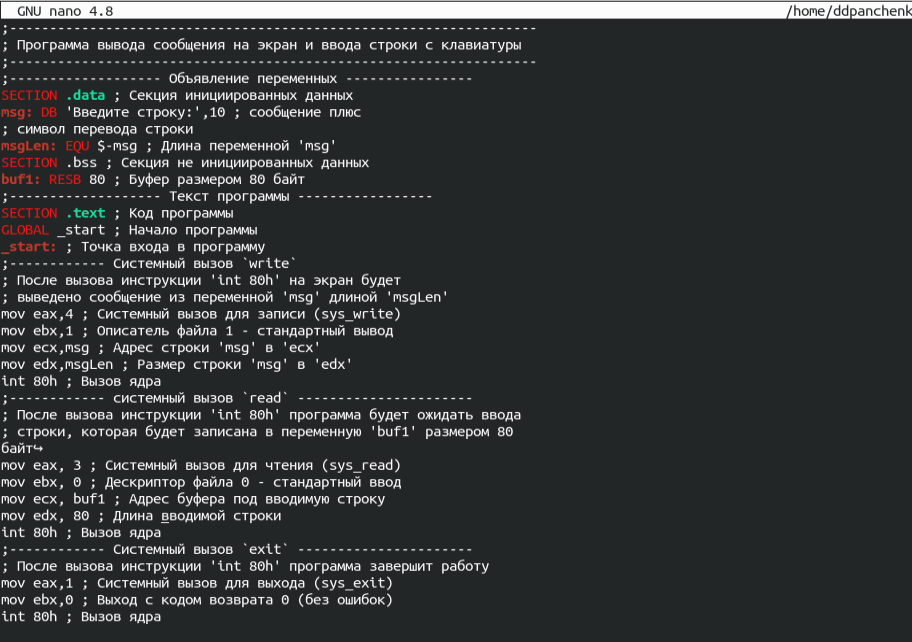 GNU nano 4.8 /home/ddpanchenk
;------------------------------------------------------------------
; Программа вывода сообщения на экран и ввода строки с клавиатуры
;------------------------------------------------------------------
;------------------- Объявление переменных ----------------
SECTION .data ; Секция инициированных данных
msg: DB 'Введите строку:',10 ; сообщение плюс
; символ перевода строки
msgLen: EQU $-msg ; Длина переменной 'msg'
SECTION .bss ; Секция не инициированных данных
buf1: RESB 80 ; Буфер размером 80 байт
;------------------- Текст программы -----------------
SECTION .text ; Код программы
GLOBAL _start ; Начало программы
_start: ; Точка входа в программу
;------------ Системный вызов `write`
; После вызова инструкции 'int 80h' на экран будет
; выведено сообщение из переменной 'msg' длиной 'msgLen'
mov eax,4 ; Системный вызов для записи (sys_write)
mov ebx,1 ; Описатель файла 1 - стандартный вывод
mov ecx,msg ; Адрес строки 'msg' в 'ecx'
mov edx,msgLen ; Размер строки 'msg' в 'edx'
int 80h ; Вызов ядра
;------------ системный вызов `read` ----------------------
; После вызова инструкции 'int 80h' программа будет ожидать ввода
; строки, которая будет записана в переменную 'buf1' размером 80
байт↪
mov eax, 3 ; Системный вызов для чтения (sys_read)
mov ebx, 0 ; Дескриптор файла 0 - стандартный ввод
mov ecx, buf1 ; Адрес буфера под вводимую строку
mov edx, 80 ; Длина вводимой строки
int 80h ; Вызов ядра
;------------ Системный вызов `exit` ----------------------
; После вызова инструкции 'int 80h' программа завершит работу
mov eax,1 ; Системный вызов для выхода (sys_exit)
mov ebx,0 ; Выход с кодом возврата 0 (без ошибок)
int 80h ; Вызов ядра